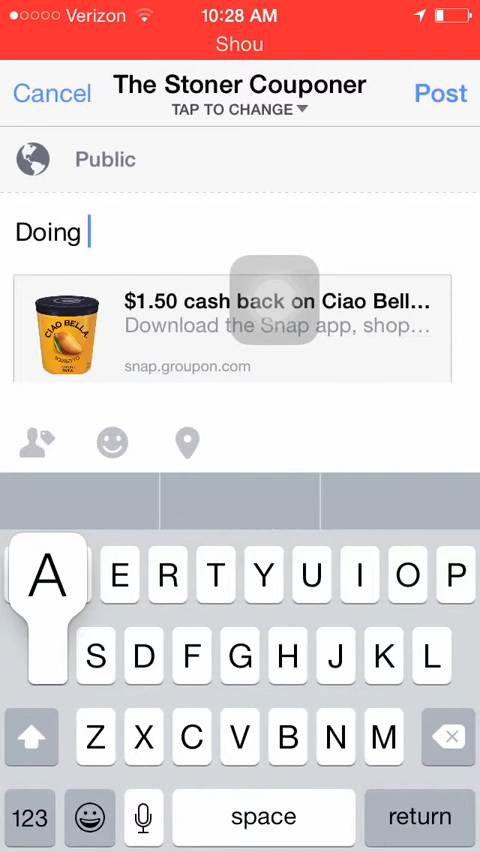 Verizon 10:28 AM
Shou
Cancel The Stoner Couponer Post
TAP TO CHANGE
Public
Doing
$1.50 cash back on Ciao Bell...
Download the Snap app, shop...
snap.groupon.com
CIAO BELLA
A E R T Y U I O P
S D F G H J K L
Z X C V B N M
123 space return